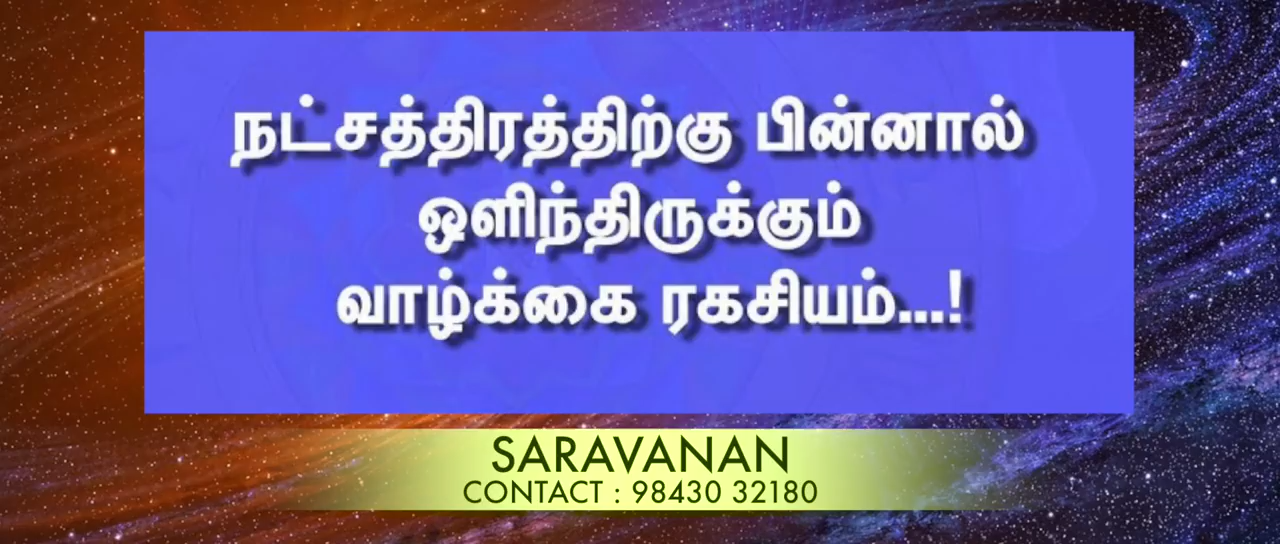 நட்சத்திரத்திற்கு பின்னால்
ஒளிந்திருக்கும்
வாழ்க்கை ரகசியம்...!
SARAVANAN
CONTACT : 98430 32180